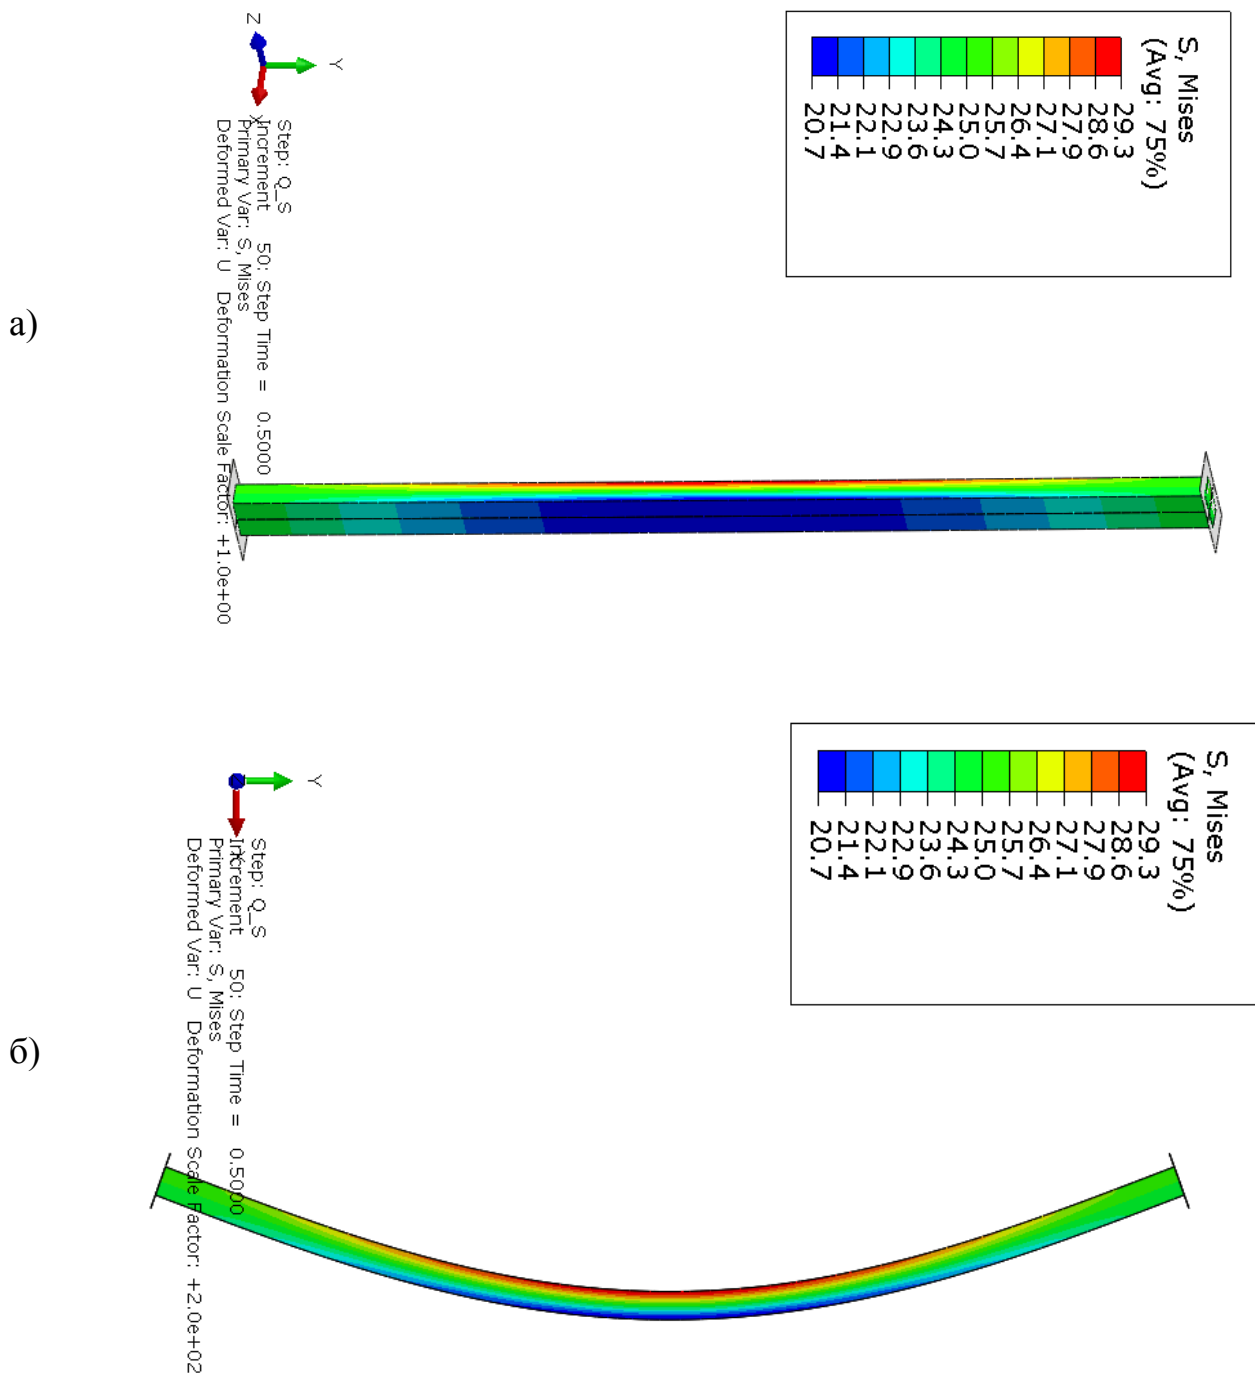 а)
S, Mises
(Avg: 75%)
29.3
28.6
27.9
27.1
26.4
25.7
25.0
24.3
23.6
22.9
22.1
21.4
20.7
Y
Z
X
Step: Q_S
Increment 50: Step Time = 0.5000
Primary Var: S, Mises
Deformed Var: U Deformation Scale Factor: +1.0e+00
б)
S, Mises
(Avg: 75%)
29.3
28.6
27.9
27.1
26.4
25.7
25.0
24.3
23.6
22.9
22.1
21.4
20.7
Y
X
Step: Q_S
Increment 50: Step Time = 0.5000
Primary Var: S, Mises
Deformed Var: U Deformation Scale Factor: +2.0e+02